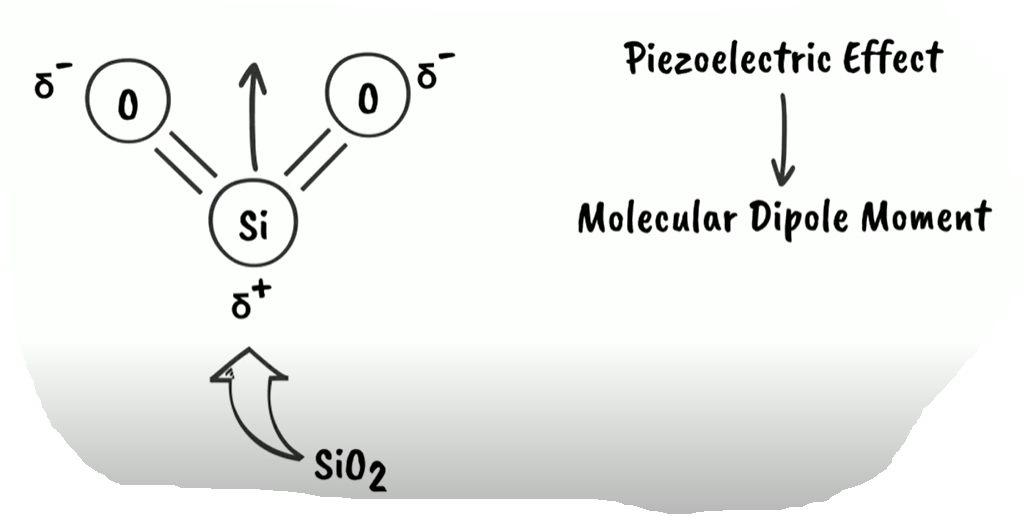 δ⁻ O O δ⁻
Si
δ⁺
SiO₂
Piezoelectric Effect
Molecular Dipole Moment